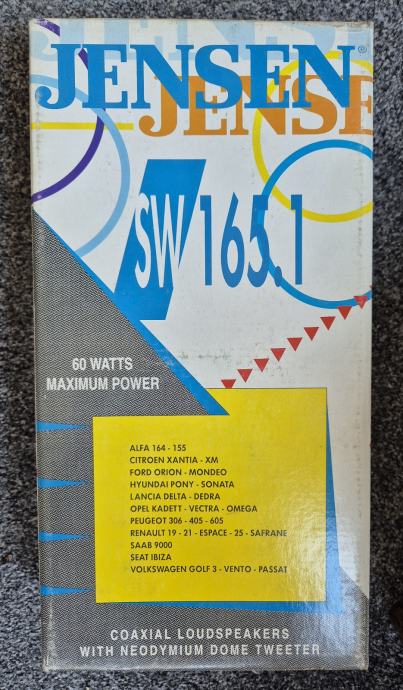 JENSEN®
JENSE
SW 165.1
60 WATTS
MAXIMUM POWER
ALFA 164 - 155
CITROEN XANTIA - XM
FORD ORION - MONDEO
HYUNDAI PONY - SONATA
LANCIA DELTA - DEDRA
OPEL KADETT - VECTRA - OMEGA
PEUGEOT 306 - 405 - 605
RENAULT 19 - 21 - ESPACE - 25 - SAFRANE
SAAB 9000
SEAT IBIZA
VOLKSWAGEN GOLF 3 - VENTO - PASSAT
COAXIAL LOUDSPEAKERS
WITH NEODYMIUM DOME TWEETER